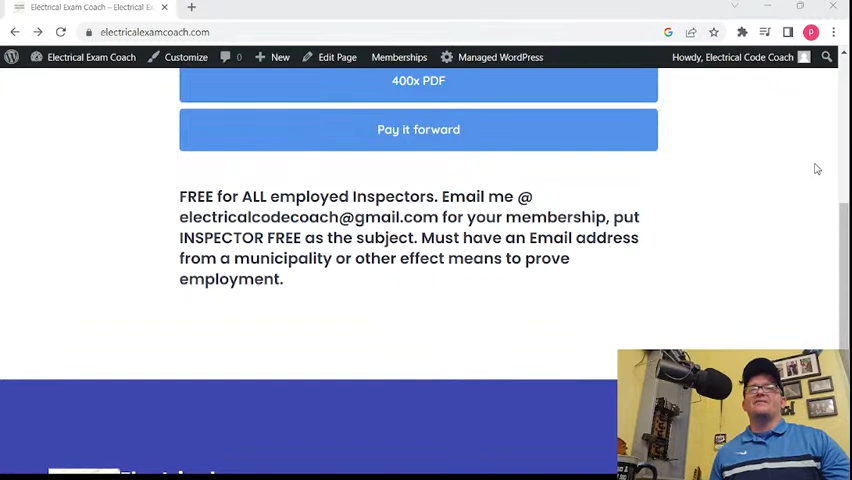 Electrical Exam Coach – Electrical Ex
electricalexamcoach.com
P
Electrical Exam Coach Customize 0 New Edit Page Memberships Managed WordPress Howdy, Electrical Code Coach
400x PDF
Pay it forward
FREE for ALL employed Inspectors. Email me @
electricalcodecoach@gmail.com for your membership, put
INSPECTOR FREE as the subject. Must have an Email address
from a municipality or other effect means to prove
employment.